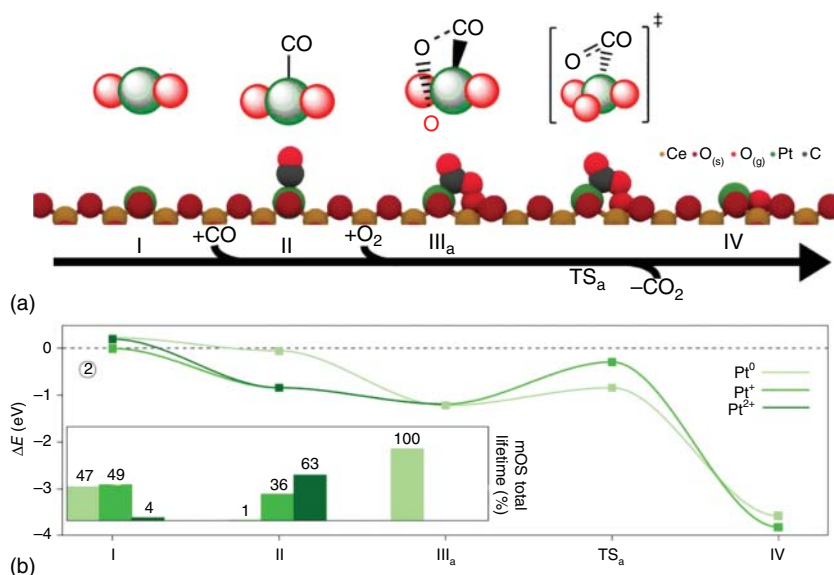 CO
O
CO
O
O
CO
‡
Ce O(s) O(g) Pt C
I +CO II +O₂ IIIₐ TSₐ –CO₂ IV
(a)
ΔE (eV)
0
–1
–2
–3
–4
②
Pt⁰
Pt⁺
Pt²⁺
47 49 4
1 36 63
100
mOS total
lifetime (%)
I II IIIₐ TSₐ IV
(b)